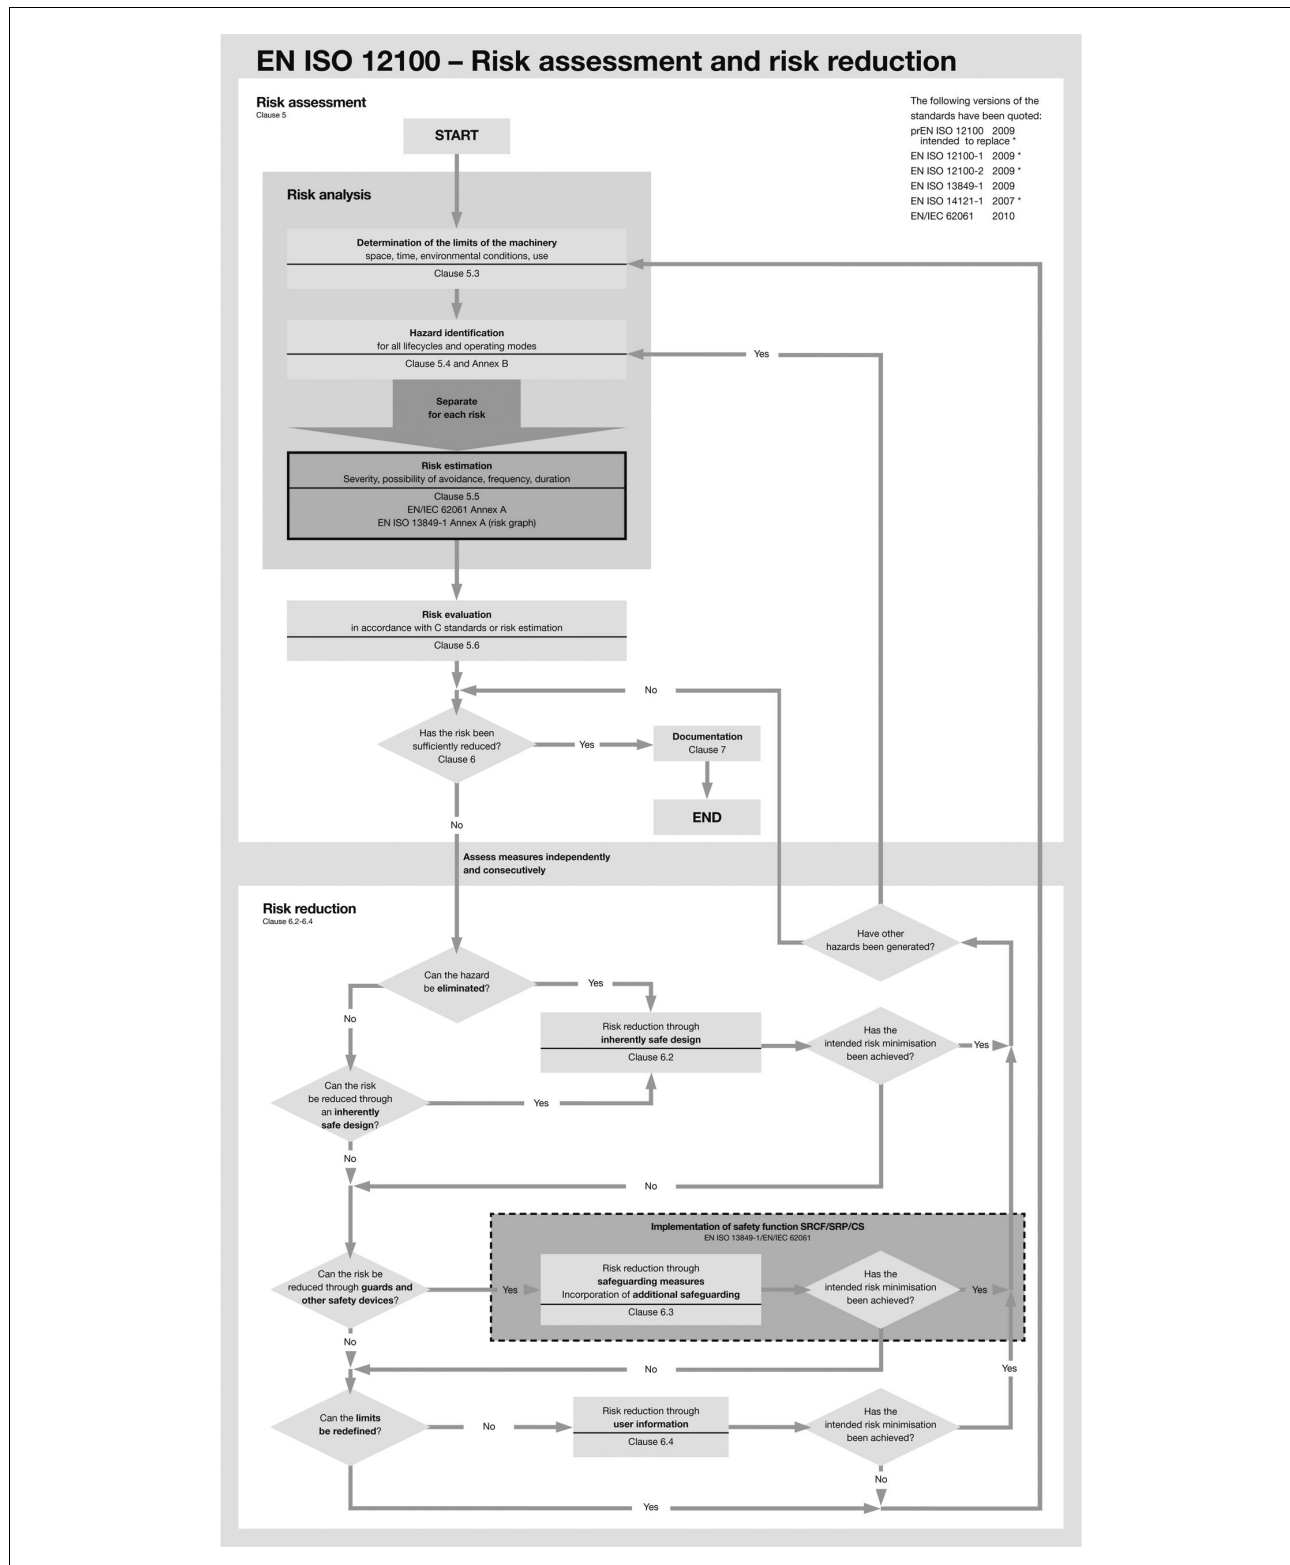 EN ISO 12100 – Risk assessment and risk reduction
Risk assessment
Clause 5
The following versions of the
standards have been quoted:
prEN ISO 12100 2009
intended to replace *
EN ISO 12100-1 2009 *
EN ISO 12100-2 2009 *
EN ISO 13849-1 2009
EN ISO 14121-1 2007 *
EN/IEC 62061 2010
START
Risk analysis
Determination of the limits of the machinery
space, time, environmental conditions, use
Clause 5.3
Hazard identification
for all lifecycles and operating modes
Clause 5.4 and Annex B
Yes
Separate
for each risk
Risk estimation
Severity, possibility of avoidance, frequency, duration
Clause 5.5
EN/IEC 62061 Annex A
EN ISO 13849-1 Annex A (risk graph)
Risk evaluation
in accordance with C standards or risk estimation
Clause 5.6
No
Has the risk been
sufficiently reduced?
Clause 6
Yes
Documentation
Clause 7
END
No
Assess measures independently
and consecutively
Risk reduction
Clause 6.2-6.4
Have other
hazards been generated?
Can the hazard
be eliminated?
Yes
No
Risk reduction through
inherently safe design
Clause 6.2
Has the
intended risk minimisation
been achieved?
Yes
Can the risk
be reduced through
an inherently
safe design?
Yes
No
No
Implementation of safety function SRCF/SRP/CS
EN ISO 13849-1/EN/IEC 62061
Can the risk be
reduced through guards and
other safety devices?
Yes
Risk reduction through
safeguarding measures
Incorporation of additional safeguarding
Clause 6.3
Has the
intended risk minimisation
been achieved?
Yes
No
No
Yes
Can the limits
be redefined?
No
Risk reduction through
user information
Clause 6.4
Has the
intended risk minimisation
been achieved?
No
Yes